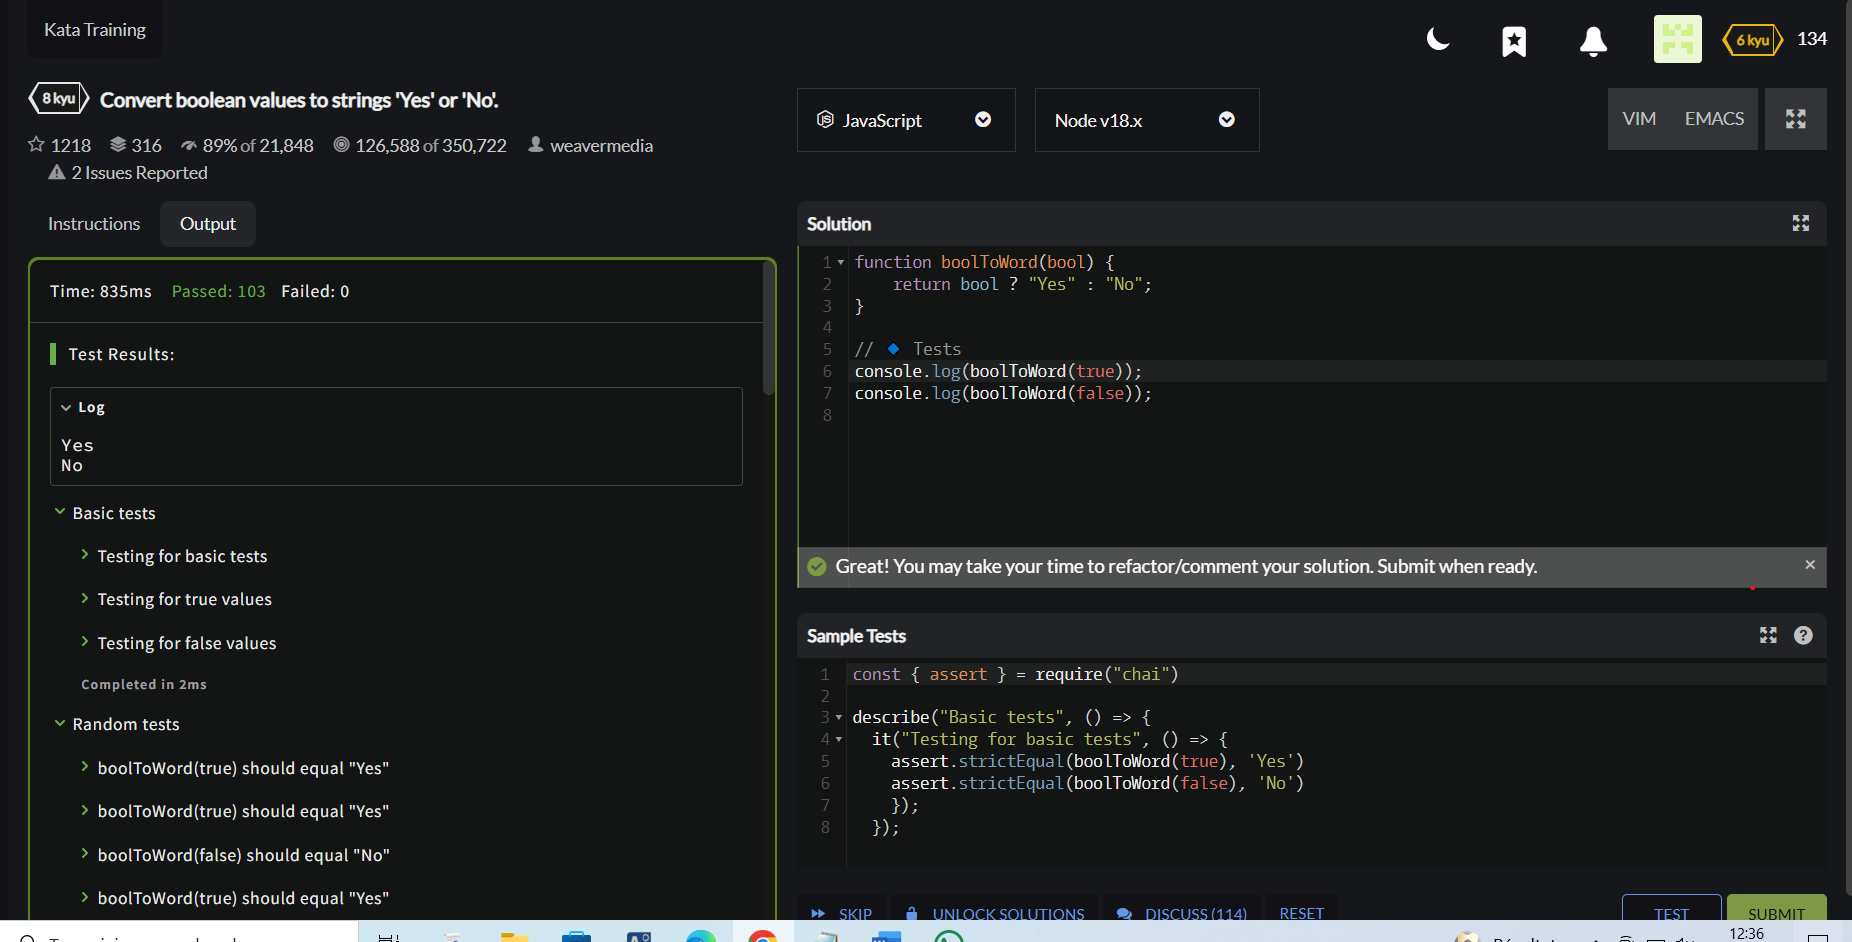 Kata Training
6 kyu 134
8 kyu Convert boolean values to strings 'Yes' or 'No'.
1218 316 89% of 21,848 126,588 of 350,722 weavermedia
2 Issues Reported
JavaScript
Node v18.x
VIM EMACS
Instructions Output
Time: 835ms Passed: 103 Failed: 0
Test Results:
Log
Yes
No
Basic tests
Testing for basic tests
Testing for true values
Testing for false values
Completed in 2ms
Random tests
boolToWord(true) should equal "Yes"
boolToWord(true) should equal "Yes"
boolToWord(false) should equal "No"
boolToWord(true) should equal "Yes"
Solution
1 function boolToWord(bool) {
2 return bool ? "Yes" : "No";
3 }
4
5 // 🔹 Tests
6 console.log(boolToWord(true));
7 console.log(boolToWord(false));
8
Great! You may take your time to refactor/comment your solution. Submit when ready.
Sample Tests
1 const { assert } = require("chai")
2
3 describe("Basic tests", () => {
4 it("Testing for basic tests", () => {
5 assert.strictEqual(boolToWord(true), 'Yes')
6 assert.strictEqual(boolToWord(false), 'No')
7 });
8 });
SKIP UNLOCK SOLUTIONS DISCUSS (114) RESET TEST SUBMIT
12:36